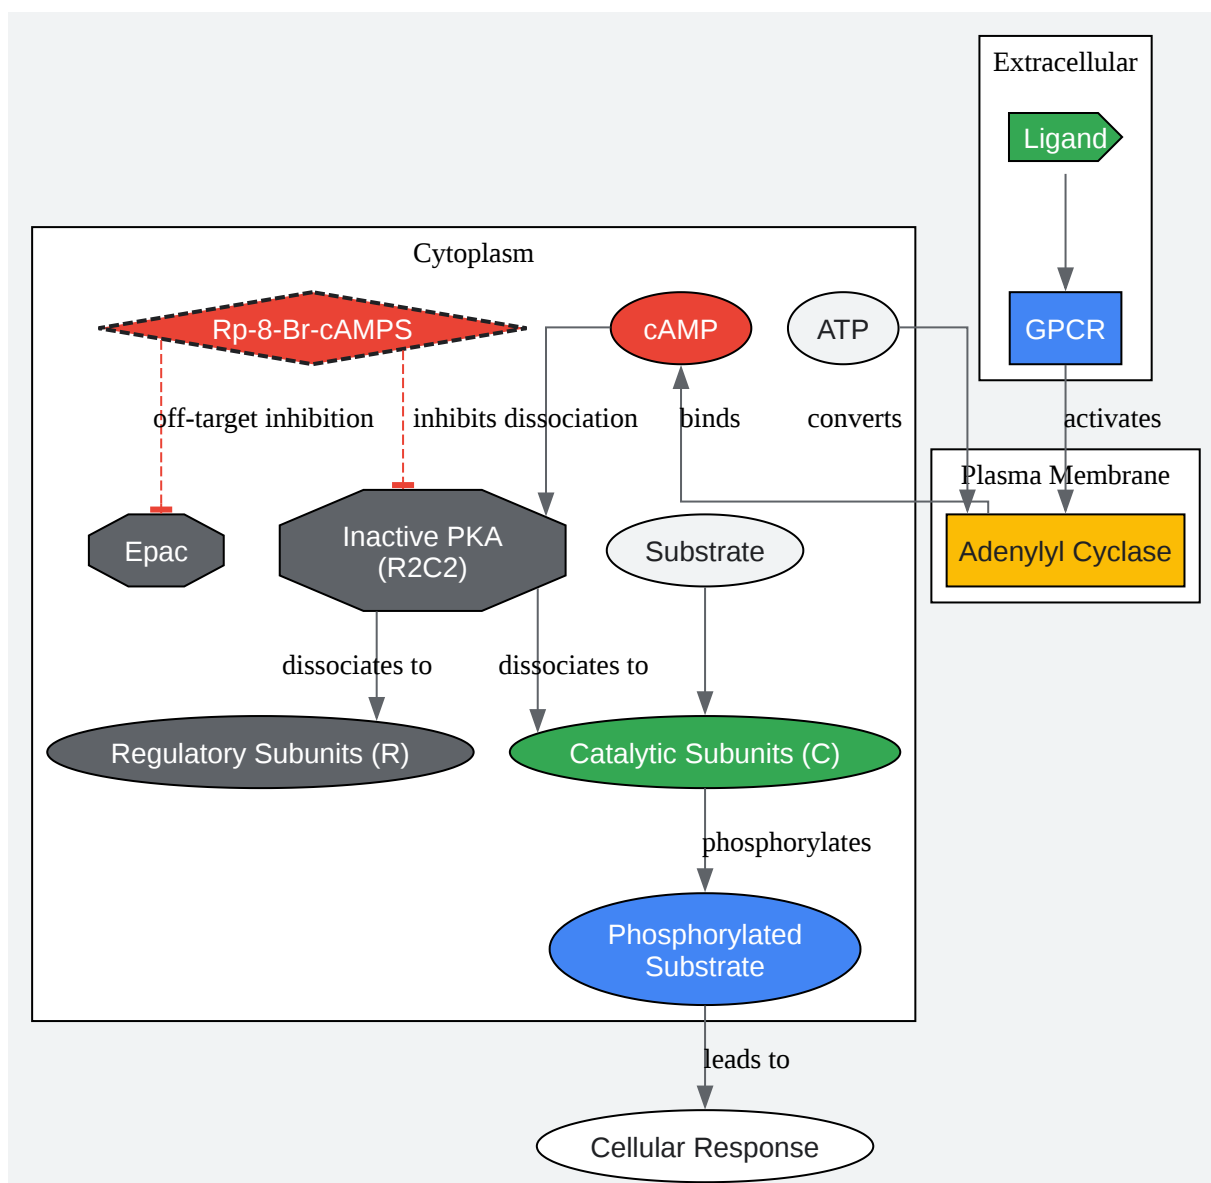 Extracellular
Ligand
Cytoplasm
Rp-8-Br-cAMPS
cAMP
ATP
GPCR
off-target inhibition
inhibits dissociation
binds
converts
activates
Plasma Membrane
Epac
Inactive PKA
(R2C2)
Substrate
Adenylyl Cyclase
dissociates to
dissociates to
Regulatory Subunits (R)
Catalytic Subunits (C)
phosphorylates
Phosphorylated
Substrate
leads to
Cellular Response